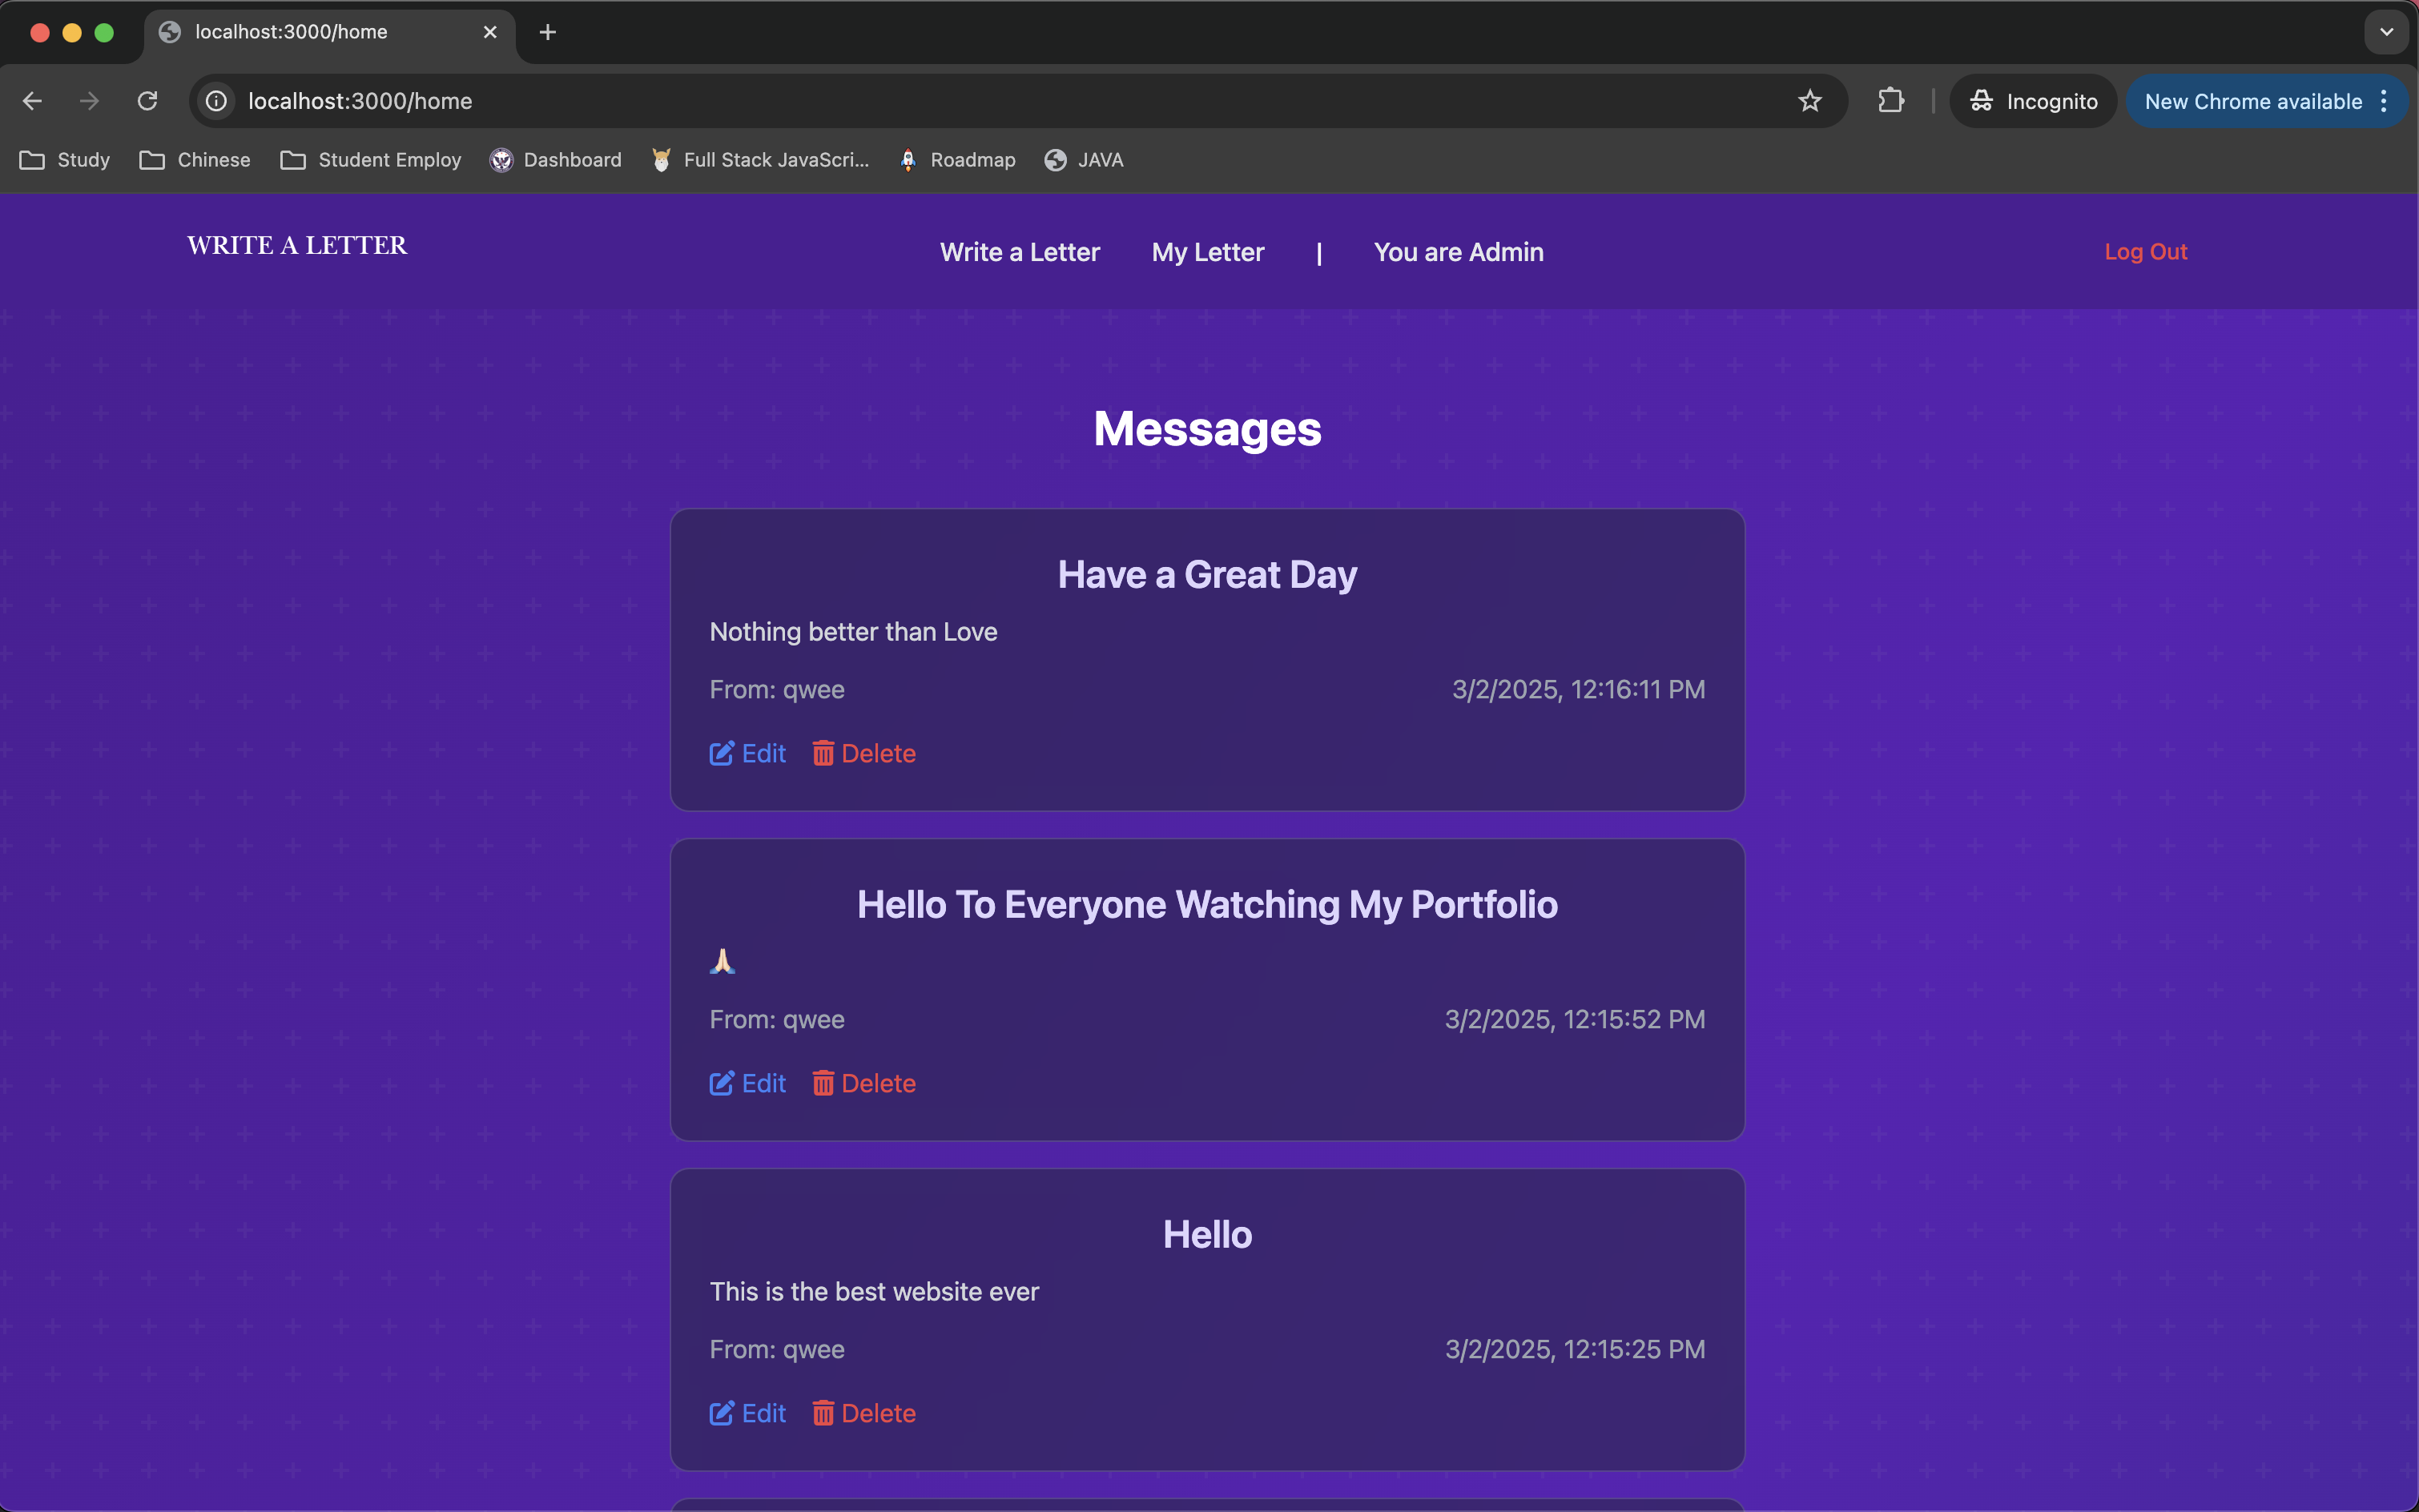 localhost:3000/home
localhost:3000/home
Incognito
New Chrome available
Study
Chinese
Student Employ
Dashboard
Full Stack JavaScri...
Roadmap
JAVA
WRITE A LETTER
Write a Letter
My Letter
|
You are Admin
Log Out
Messages
Have a Great Day
Nothing better than Love
From: qwee
3/2/2025, 12:16:11 PM
Edit
Delete
Hello To Everyone Watching My Portfolio
🙏🏻
From: qwee
3/2/2025, 12:15:52 PM
Edit
Delete
Hello
This is the best website ever
From: qwee
3/2/2025, 12:15:25 PM
Edit
Delete